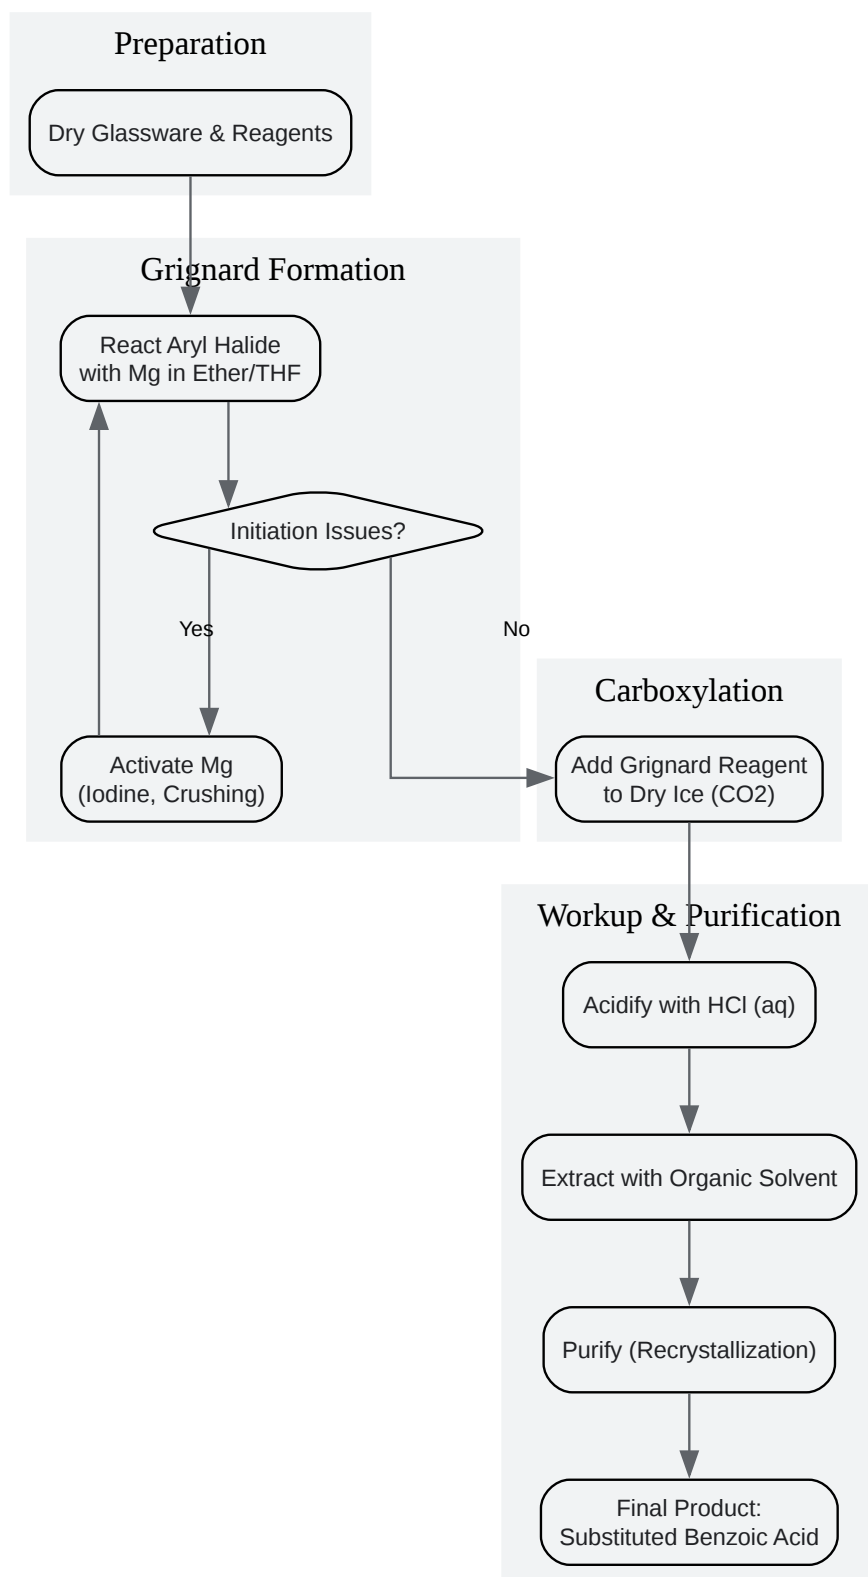 Preparation
Dry Glassware & Reagents
Grignard Formation
React Aryl Halide
with Mg in Ether/THF
Initiation Issues?
Yes
No
Activate Mg
(Iodine, Crushing)
Carboxylation
Add Grignard Reagent
to Dry Ice (CO2)
Workup & Purification
Acidify with HCl (aq)
Extract with Organic Solvent
Purify (Recrystallization)
Final Product:
Substituted Benzoic Acid